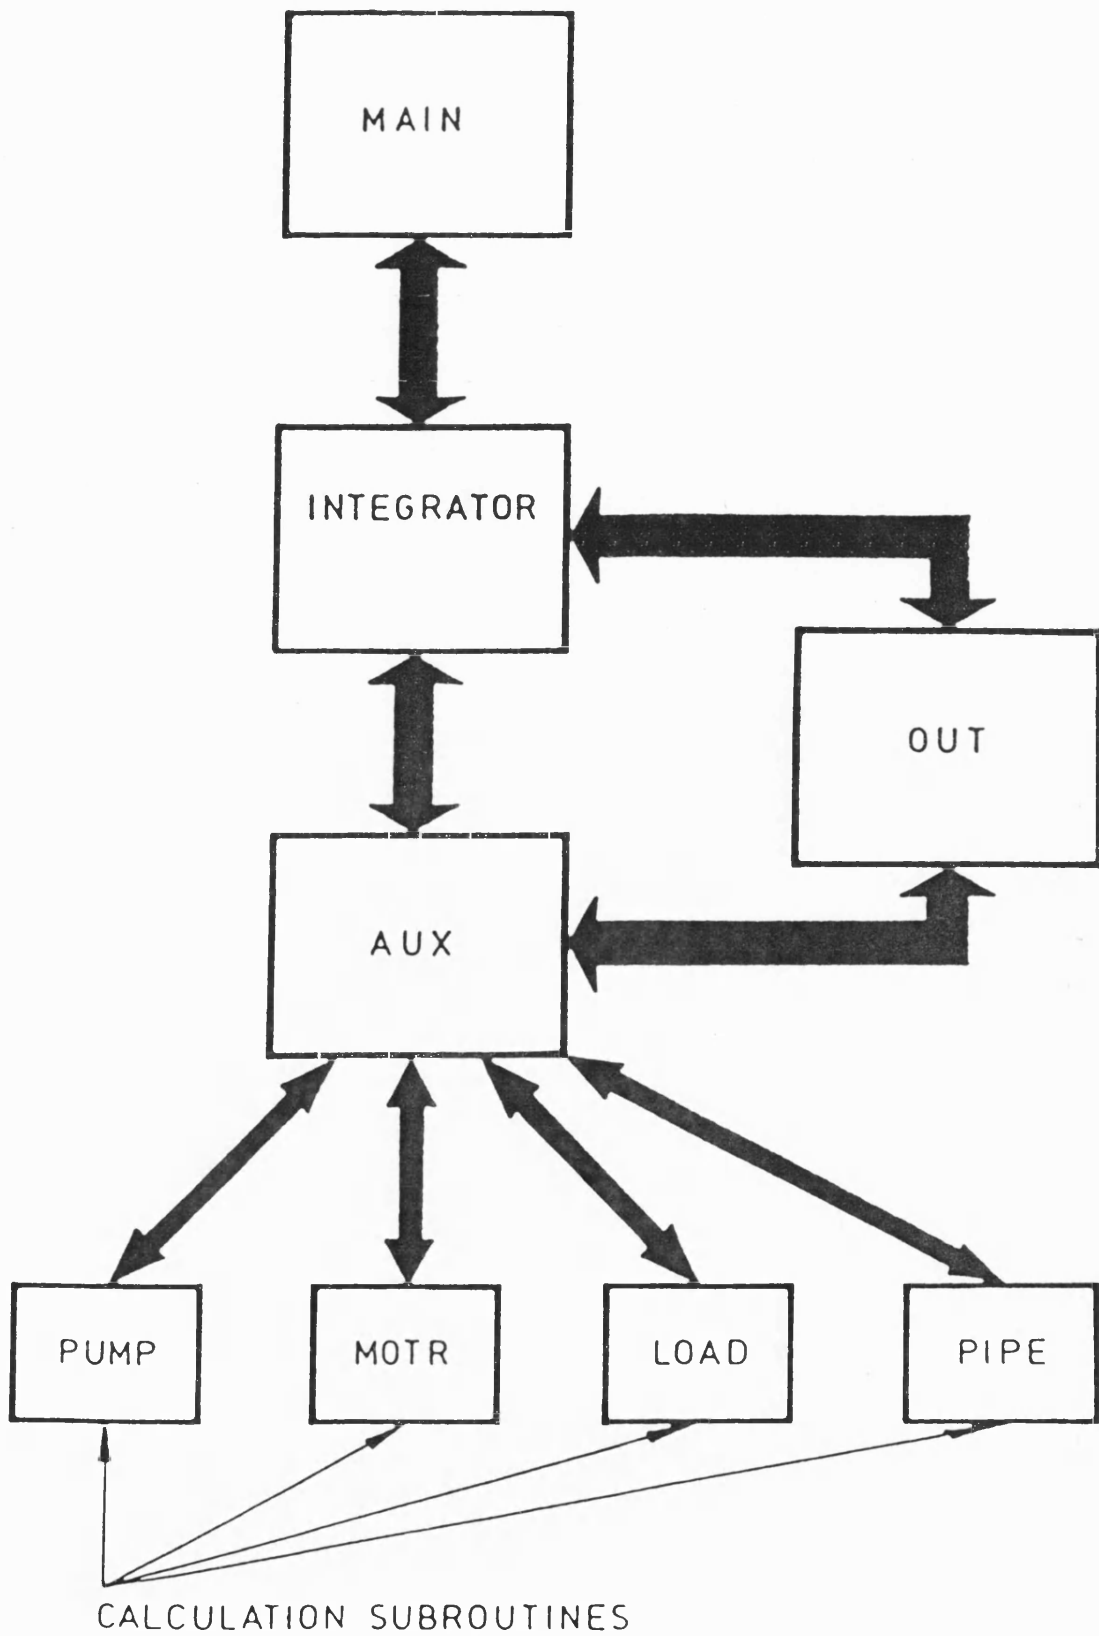 MAIN
INTEGRATOR
OUT
AUX
PUMP
MOTR
LOAD
PIPE
CALCULATION SUBROUTINES